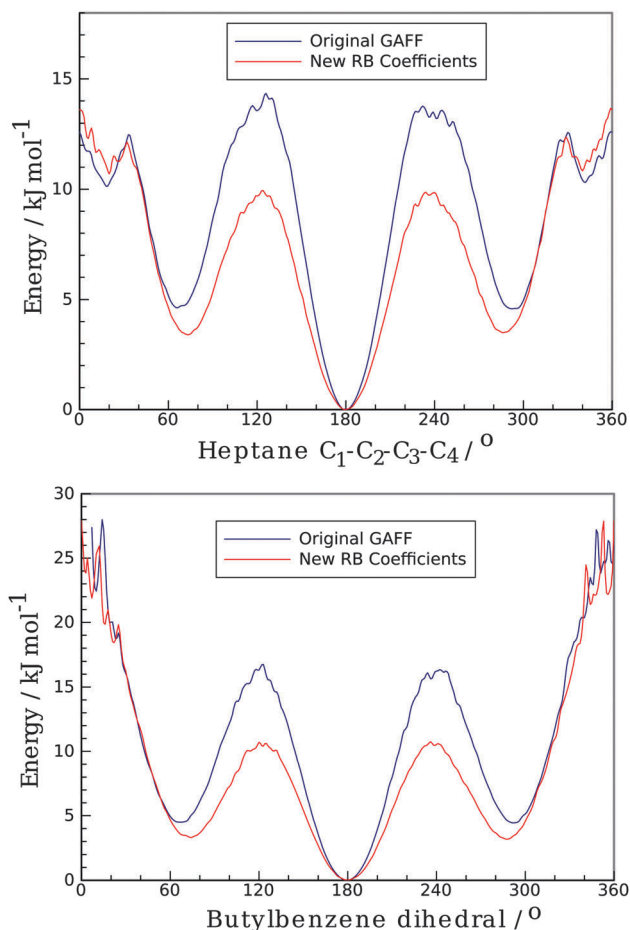 Original GAFF
New RB Coefficients
15
10
5
0
Energy / kJ mol⁻¹
0 60 120 180 240 300 360
Heptane C₁-C₂-C₃-C₄ / º
30
25
20
15
10
5
0
Original GAFF
New RB Coefficients
Energy / kJ mol⁻¹
0 60 120 180 240 300 360
Butylbenzene dihedral / º